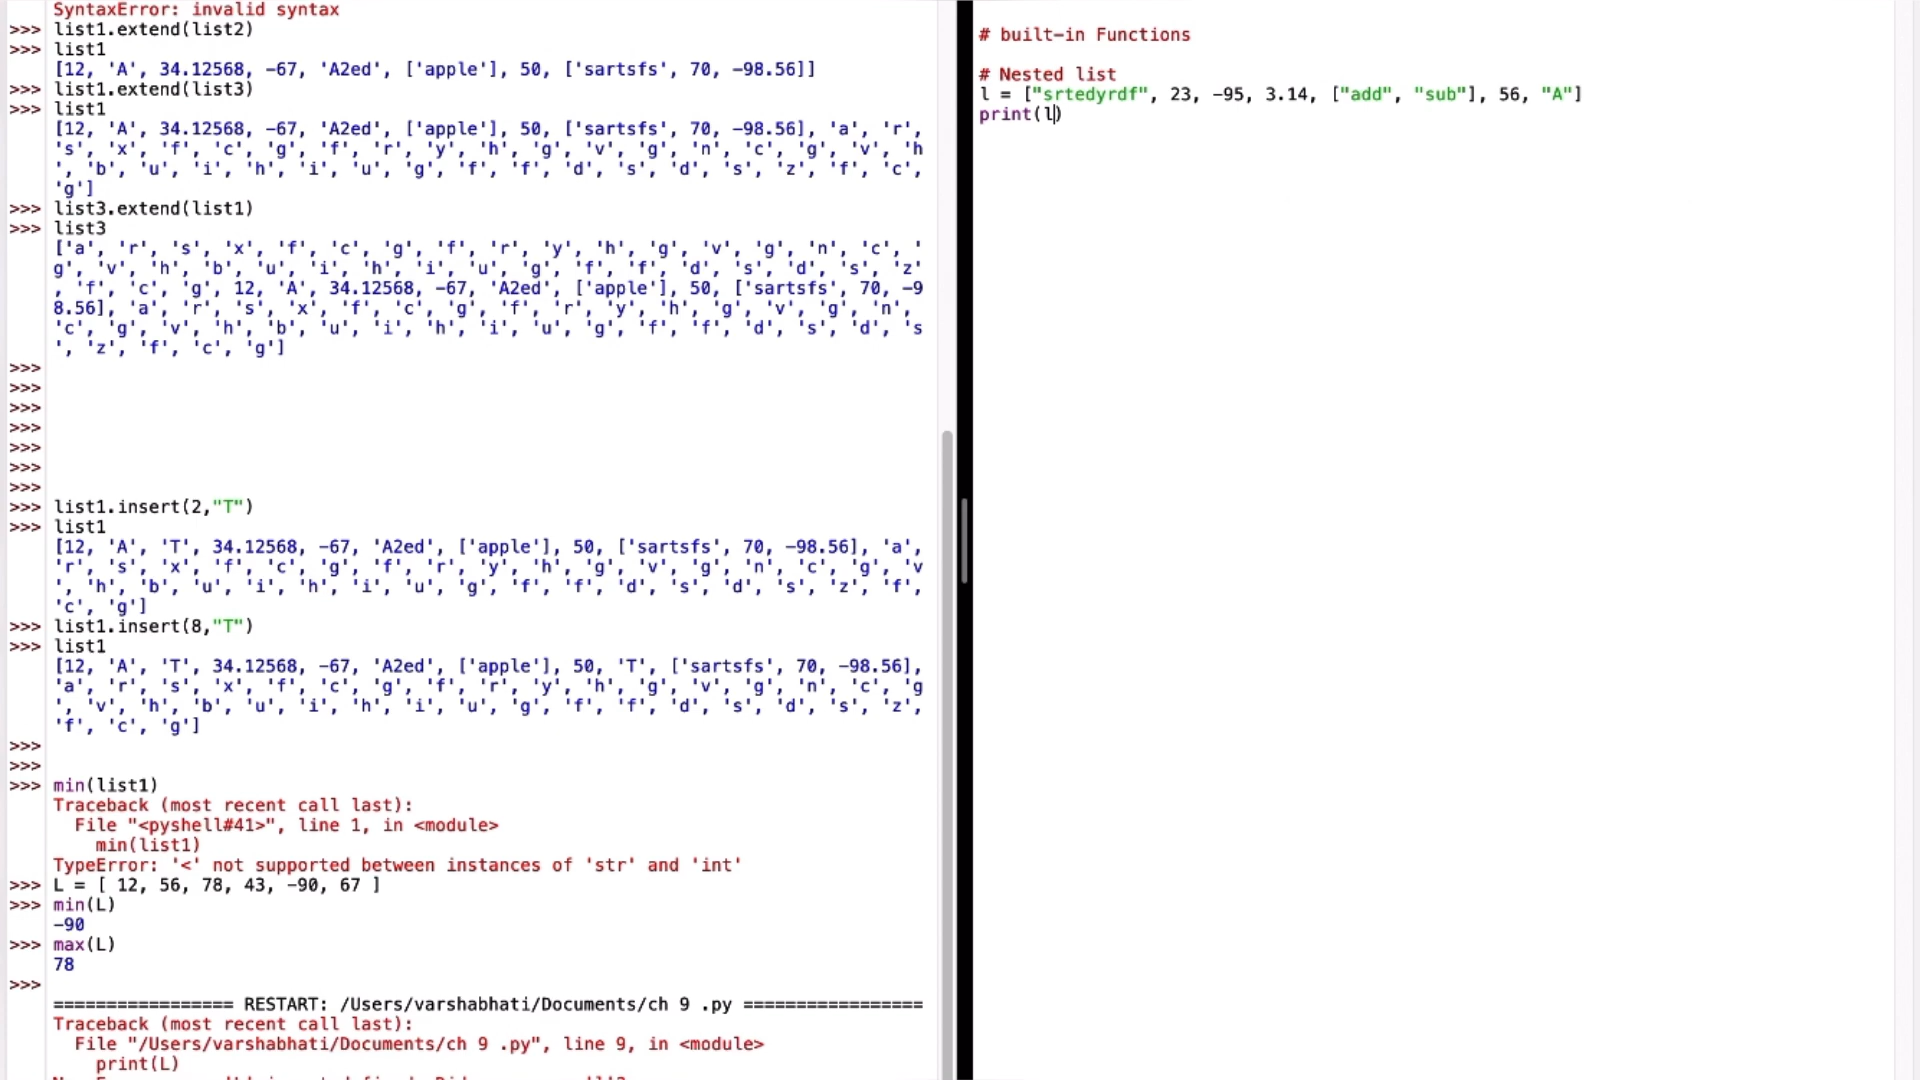 SyntaxError: invalid syntax
>>> list1.extend(list2)
>>> list1
[12, 'A', 34.12568, -67, 'A2ed', ['apple'], 50, ['sartsfs', 70, -98.56]]
>>> list1.extend(list3)
>>> list1
[12, 'A', 34.12568, -67, 'A2ed', ['apple'], 50, ['sartsfs', 70, -98.56], 'a', 'r',
's', 'x', 'f', 'c', 'g', 'f', 'r', 'y', 'h', 'g', 'v', 'g', 'n', 'c', 'g', 'v', 'h
', 'b', 'u', 'i', 'h', 'i', 'u', 'g', 'f', 'f', 'd', 's', 'd', 's', 'z', 'f', 'c',
'g']
>>> list3.extend(list1)
>>> list3
['a', 'r', 's', 'x', 'f', 'c', 'g', 'f', 'r', 'y', 'h', 'g', 'v', 'g', 'n', 'c', '
g', 'v', 'h', 'b', 'u', 'i', 'h', 'i', 'u', 'g', 'f', 'f', 'd', 's', 'd', 's', 'z'
, 'f', 'c', 'g', 12, 'A', 34.12568, -67, 'A2ed', ['apple'], 50, ['sartsfs', 70, -9
8.56], 'a', 'r', 's', 'x', 'f', 'c', 'g', 'f', 'r', 'y', 'h', 'g', 'v', 'g', 'n',
'c', 'g', 'v', 'h', 'b', 'u', 'i', 'h', 'i', 'u', 'g', 'f', 'f', 'd', 's', 'd', 's
', 'z', 'f', 'c', 'g']
>>>
>>>
>>>
>>>
>>>
>>>
>>>
>>> list1.insert(2,"T")
>>> list1
[12, 'A', 'T', 34.12568, -67, 'A2ed', ['apple'], 50, ['sartsfs', 70, -98.56], 'a',
'r', 's', 'x', 'f', 'c', 'g', 'f', 'r', 'y', 'h', 'g', 'v', 'g', 'n', 'c', 'g', 'v
', 'h', 'b', 'u', 'i', 'h', 'i', 'u', 'g', 'f', 'f', 'd', 's', 'd', 's', 'z', 'f',
'c', 'g']
>>> list1.insert(8,"T")
>>> list1
[12, 'A', 'T', 34.12568, -67, 'A2ed', ['apple'], 50, 'T', ['sartsfs', 70, -98.56],
'a', 'r', 's', 'x', 'f', 'c', 'g', 'f', 'r', 'y', 'h', 'g', 'v', 'g', 'n', 'c', 'g
', 'v', 'h', 'b', 'u', 'i', 'h', 'i', 'u', 'g', 'f', 'f', 'd', 's', 'd', 's', 'z',
'f', 'c', 'g']
>>>
>>>
>>> min(list1)
Traceback (most recent call last):
File "<pyshell#41>", line 1, in <module>
min(list1)
TypeError: '<' not supported between instances of 'str' and 'int'
>>> L = [ 12, 56, 78, 43, -90, 67 ]
>>> min(L)
-90
>>> max(L)
78
>>>
================= RESTART: /Users/varshabhati/Documents/ch 9 .py =================
Traceback (most recent call last):
File "/Users/varshabhati/Documents/ch 9 .py", line 9, in <module>
print(L)
# built-in Functions
# Nested list
l = ["srtedyrdf", 23, -95, 3.14, ["add", "sub"], 56, "A"]
print(l)